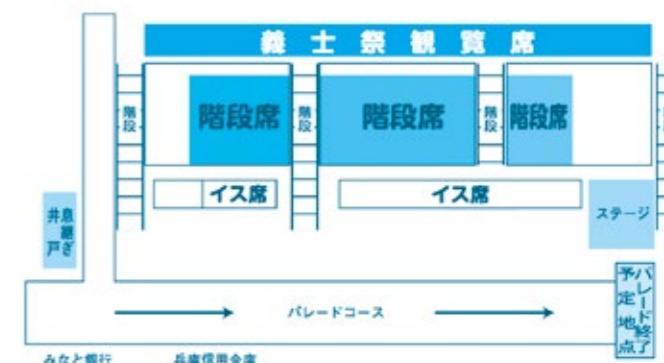 義士祭観覧席
階段
階段席
階段
階段席
階段
階段席
イス席
イス席
ステージ
息継ぎ
井戸
パレードコース
パレード終了
予定地点
みなと銀行
兵庫信用金庫